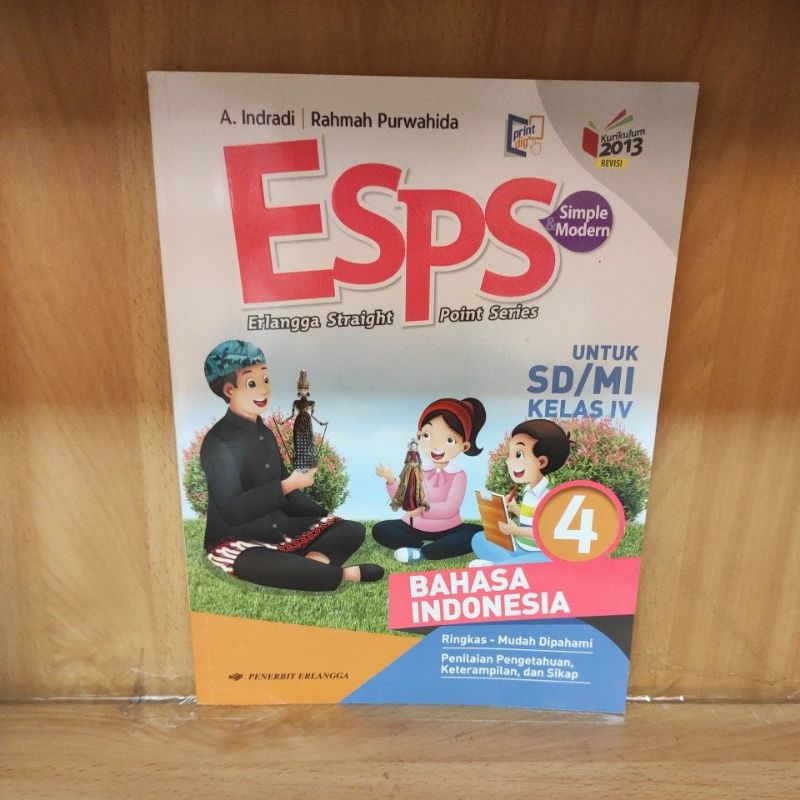 A. Indradi | Rahmah Purwahida
print
dig
Kurikulum
2013
REVISI
ESPS
Simple
& Modern
Erlangga Straight Point Series
UNTUK
SD/MI
KELAS IV
4
BAHASA
INDONESIA
Ringkas - Mudah Dipahami
Penilaian Pengetahuan,
Keterampilan, dan Sikap
PENERBIT ERLANGGA